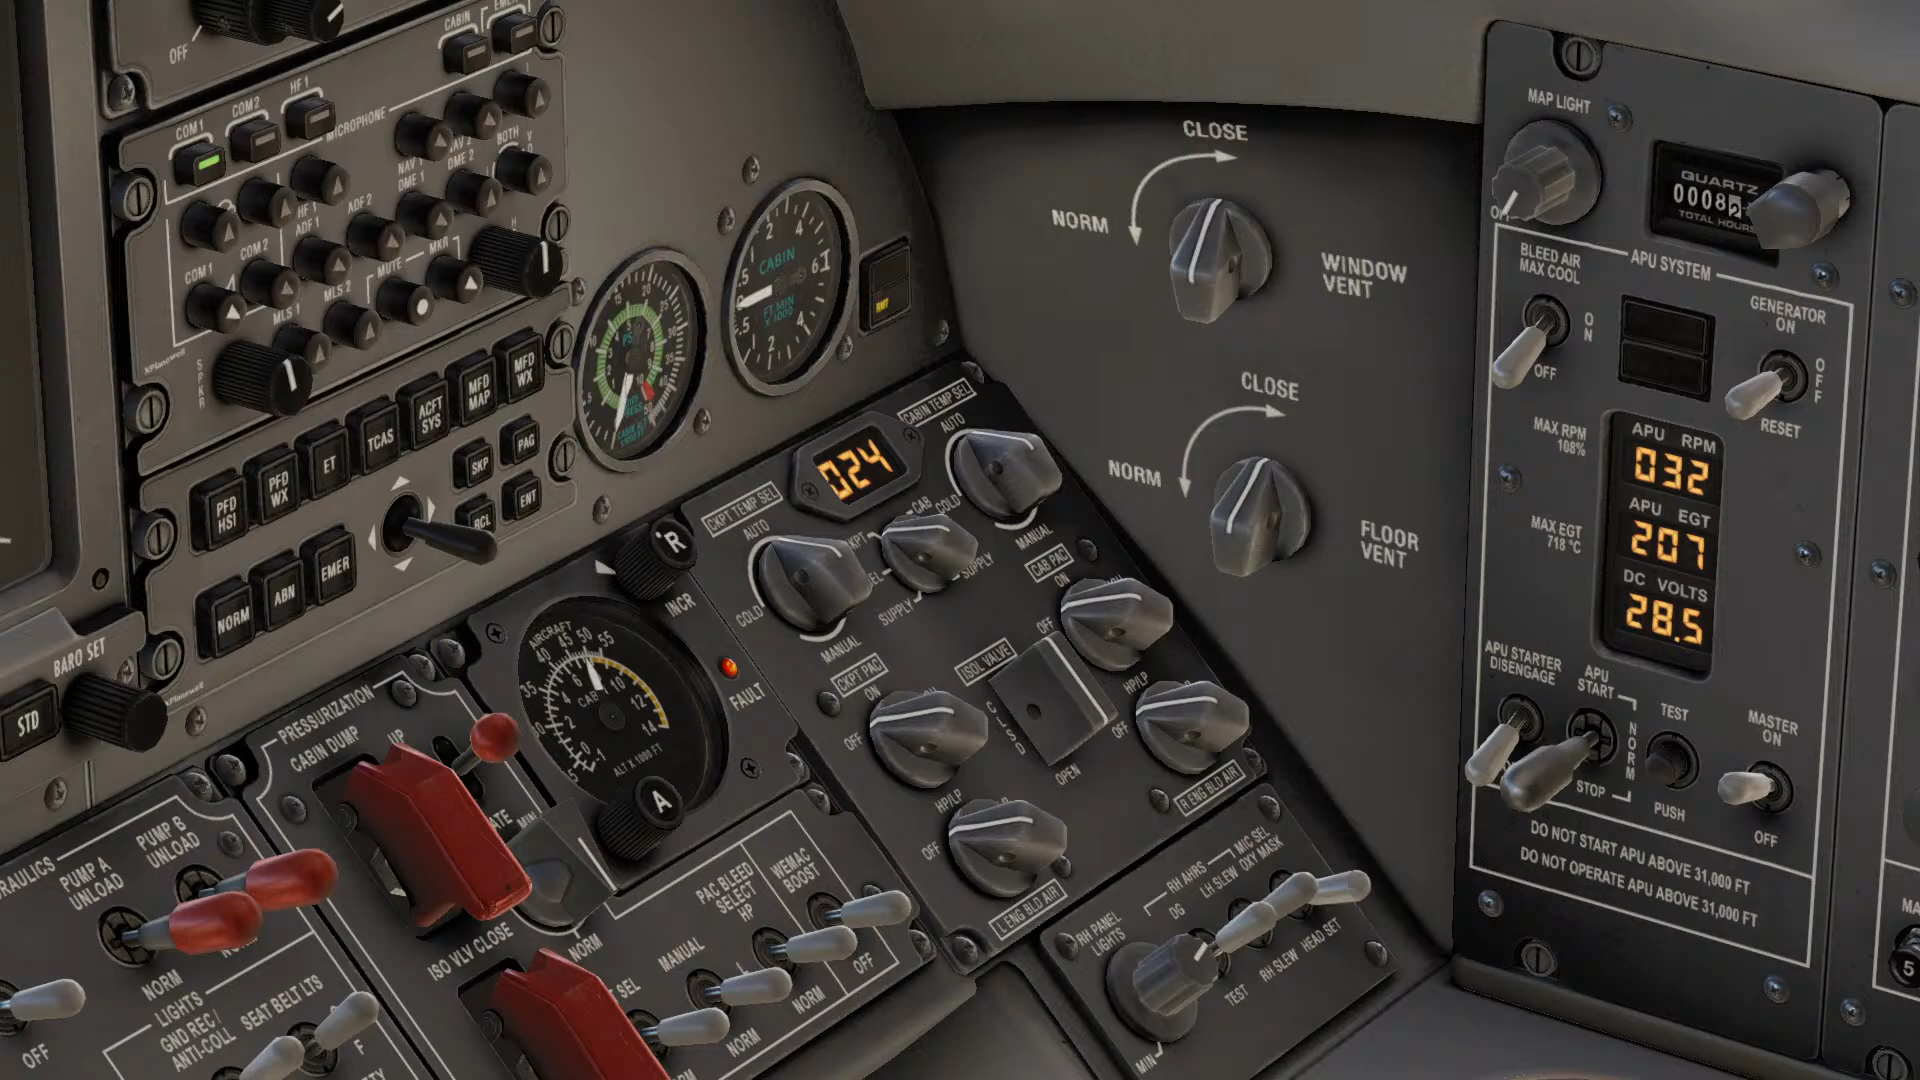 OFF
CABIN
COM1
COM2
HF 1
MICROPHONE
NAV 1
DME 1
DME 2
BOTH
HF 1
ADF 1
ADF 2
COM1
COM 2
MUTE
MKR
MLS 1
MLS 2
SPKR
XPlanewell
PFD
HSI
PFD
WX
ET
TCAS
ACFT
SYS
MFD
MAP
MFD
WX
SKP
PAG
RCL
ENT
NORM
ABN
EMER
BARO SET
STD
XPlanewell
CABIN
FT MIN
X 1000
CLOSE
NORM
WINDOW
VENT
CLOSE
NORM
FLOOR
VENT
024
CABIN TEMP SEL
AUTO
COLD
MANUAL
CKPT TEMP SEL
AUTO
COLD
MANUAL
CAB
SUPPLY
SUPPLY
R
INCR
AIRCRAFT
CAB
ALT X 1000 FT
A
FAULT
CAB PAC
ON
OFF
HP/LP
CKPT PAC
ON
OFF
HP/LP
ISOL VALVE
CLSD
OPEN
OFF
R ENG BLD AIR
OFF
L ENG BLD AIR
PRESSURIZATION
CABIN DUMP
UP
MIN
ISO VLV CLOSE
NORM
PUMP A
UNLOAD
PUMP B
UNLOAD
NORM
LIGHTS
GND REC/
ANTI-COLL
SEAT BELT LTS
OFF
PAC BLEED
SELECT
HP
WEMAC
BOOST
MANUAL
OFF
NORM
NORM
RH PANEL
LIGHTS
MIN
RH AHRS
DG
LH SLEW
MIC SEL
OXY MASK
TEST
RH SLEW
HEAD SET
MAP LIGHT
QUARTZ
TOTAL HOURS
APU SYSTEM
BLEED AIR
MAX COOL
ON
OFF
GENERATOR
ON
OFF
RESET
MAX RPM
108%
APU RPM
032
MAX EGT
718 °C
APU EGT
207
DC VOLTS
28.5
APU STARTER
DISENGAGE
APU
START
NORM
STOP
TEST
PUSH
MASTER
ON
OFF
DO NOT START APU ABOVE 31,000 FT
DO NOT OPERATE APU ABOVE 31,000 FT